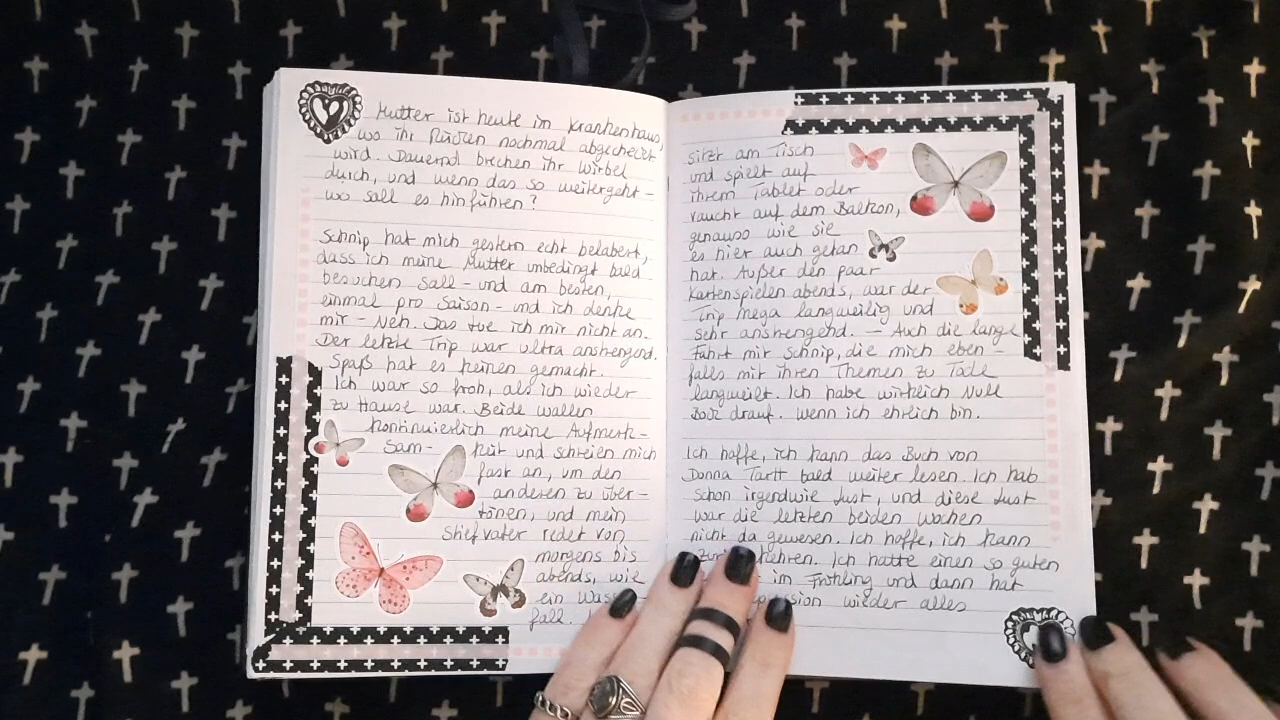 Mutter ist heute im Krankenhaus,
wo ihr Rücken nochmal abgecheckt
wird. Dauernd brechen ihr Wirbel
durch, und wenn das so weitergeht -
wo soll es hinführen?
Schnip hat mich gestern echt belabert,
dass ich meine Mutter unbedingt bald
besuchen soll - und am besten,
einmal pro Saison - und ich denke
mir - Neh. Das tue ich mir nicht an.
Der letzte Trip war ultra anstrengend.
Spaß hat es keinen gemacht.
Ich war so froh, als ich wieder
zu Hause war. Beide wollen
kontinuierlich meine Aufmerk-
sam- keit und schreien mich
fast an, um den
anderen zu über-
tönen, und mein
Stiefvater redet von
morgens bis
abends, wie
ein Wasser-
fall.
sitzt am Tisch
und spielt auf
ihrem Tablet oder
raucht auf dem Balkon,
genauso wie sie
es hier auch getan
hat. Außer den paar
Kartenspielen abends, war der
Trip mega langweilig und
sehr anstrengend. - Auch die lange
Fahrt mit Schnip, die mich eben -
falls mit ihren Themen zu Tode
langweilt. Ich habe wirklich Null
Booz drauf. Wenn ich ehrlich bin.
Ich hoffe, ich kann das Buch von
Donna Tartt bald weiter lesen. Ich hab
schon irgendwie Lust, und diese Lust
war die letzten beiden Wochen
nicht da gewesen. Ich hoffe, ich kann
Ich hatte einen so guten
im Frühling und dann hat
wieder alles